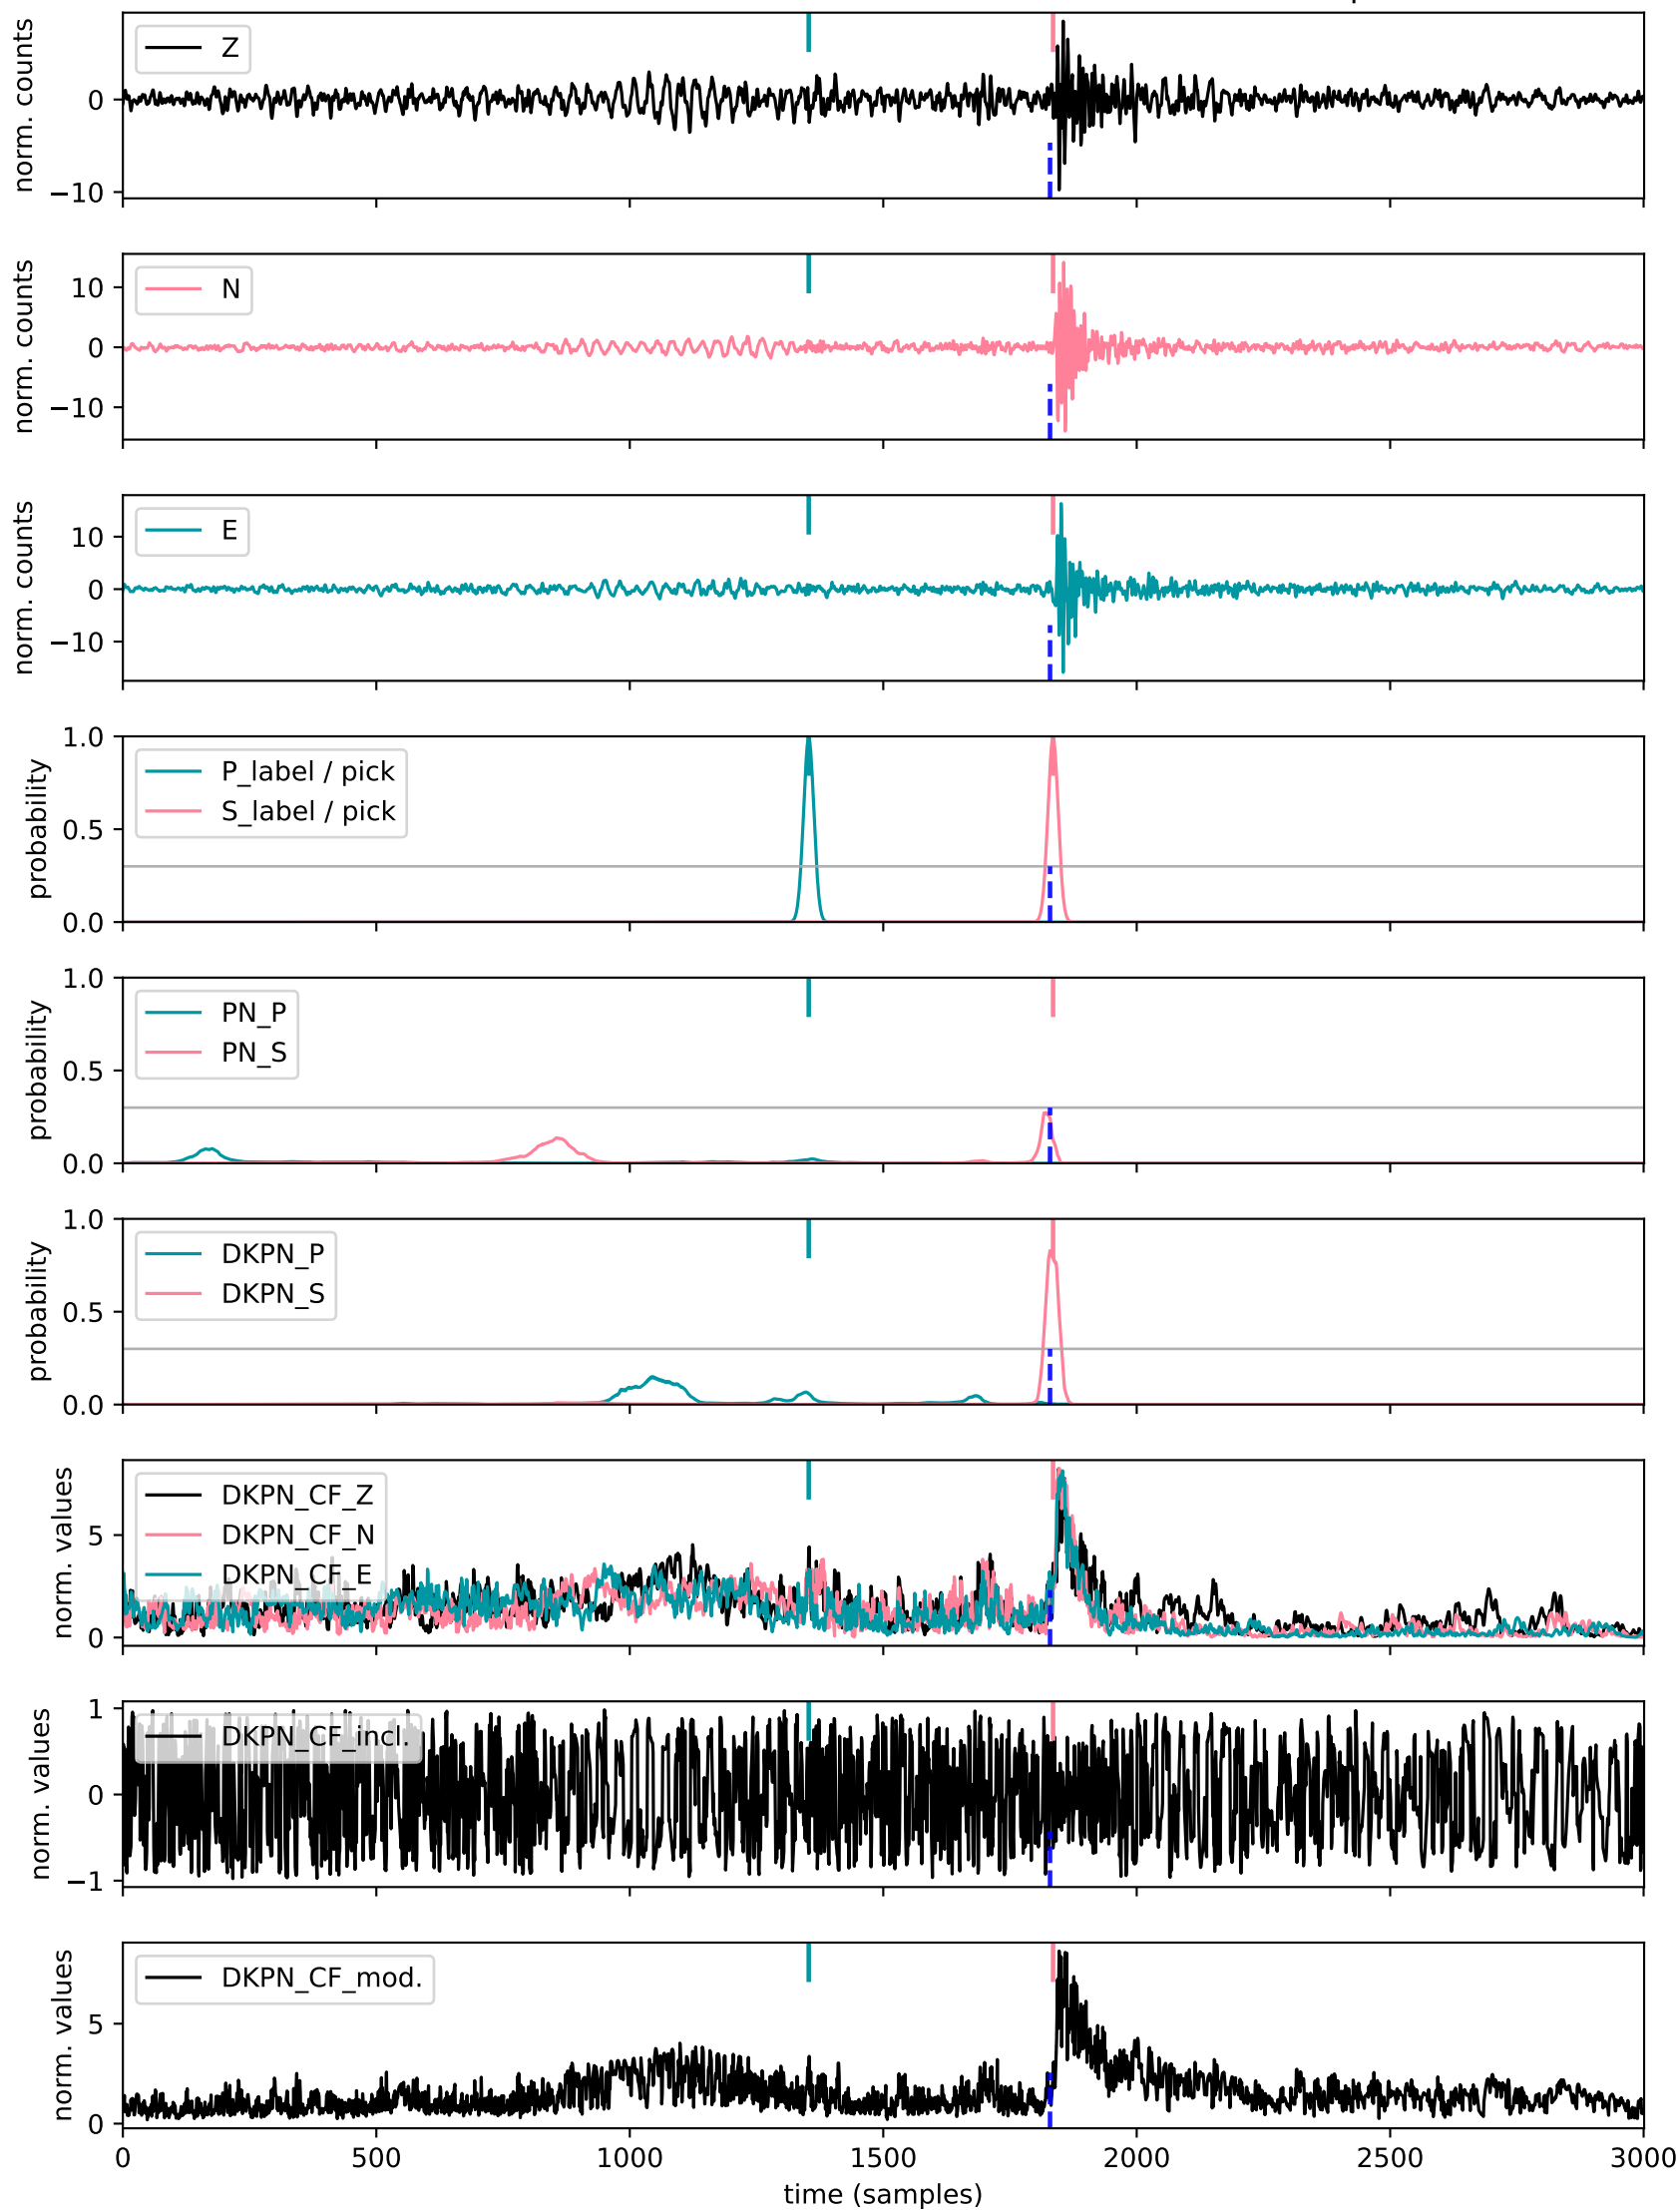 norm. counts
0
−10
Z
norm. counts
10
0
−10
N
norm. counts
10
0
−10
E
probability
1.0
0.5
0.0
P_label / pick
S_label / pick
probability
1.0
0.5
0.0
PN_P
PN_S
probability
1.0
0.5
0.0
DKPN_P
DKPN_S
norm. values
5
0
DKPN_CF_Z
DKPN_CF_N
DKPN_CF_E
norm. values
1
0
−1
DKPN_CF_incl.
norm. values
5
0
DKPN_CF_mod.
0 500 1000 1500 2000 2500 3000
time (samples)